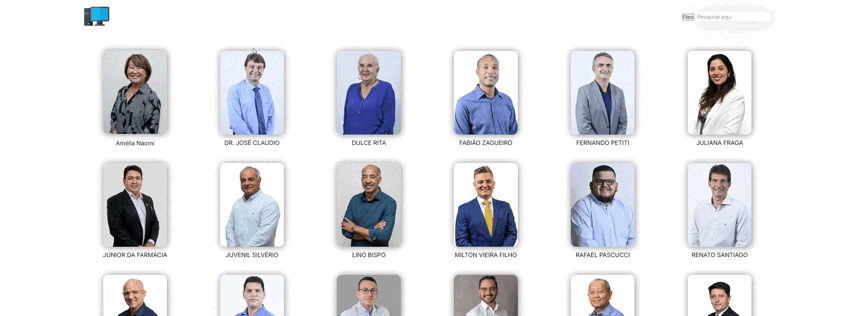 Filtro Pesquise aqui
Amélia Naomi DR. JOSÉ CLAUDIO DULCE RITA FABIÃO ZAGUEIRO FERNANDO PETITI JULIANA FRAGA
JÚNIOR DA FARMÁCIA JUVENIL SILVÉRIO LINO BISPO MILTON VIEIRA FILHO RAFAEL PASCUCCI RENATO SANTIAGO